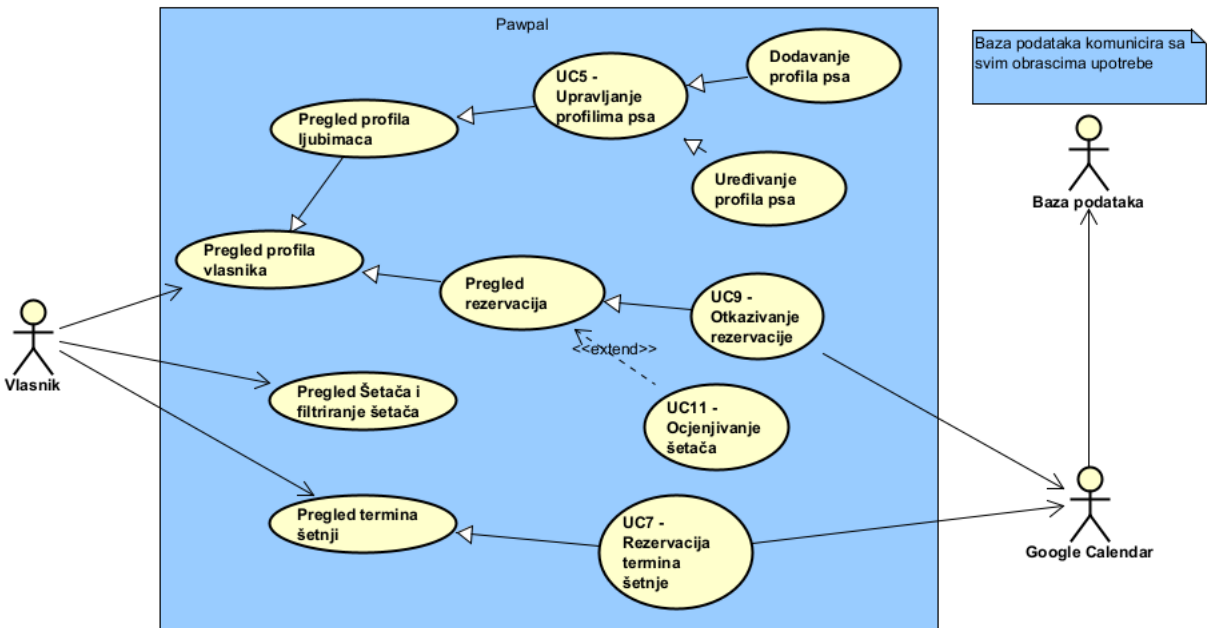 Pawpal
Baza podataka komunicira sa
svim obrascima upotrebe
Dodavanje
profila psa
UC5 -
Upravljanje
profilima psa
Pregled profila
ljubimaca
Uređivanje
profila psa
Baza podataka
Pregled profila
vlasnika
Pregled
rezervacija
UC9 -
Otkazivanje
rezervacije
<<extend>>
Vlasnik
Pregled Šetača i
filtriranje šetača
UC11 -
Ocjenjivanje
šetača
Pregled termina
šetnji
UC7 -
Rezervacija
termina
šetnje
Google Calendar